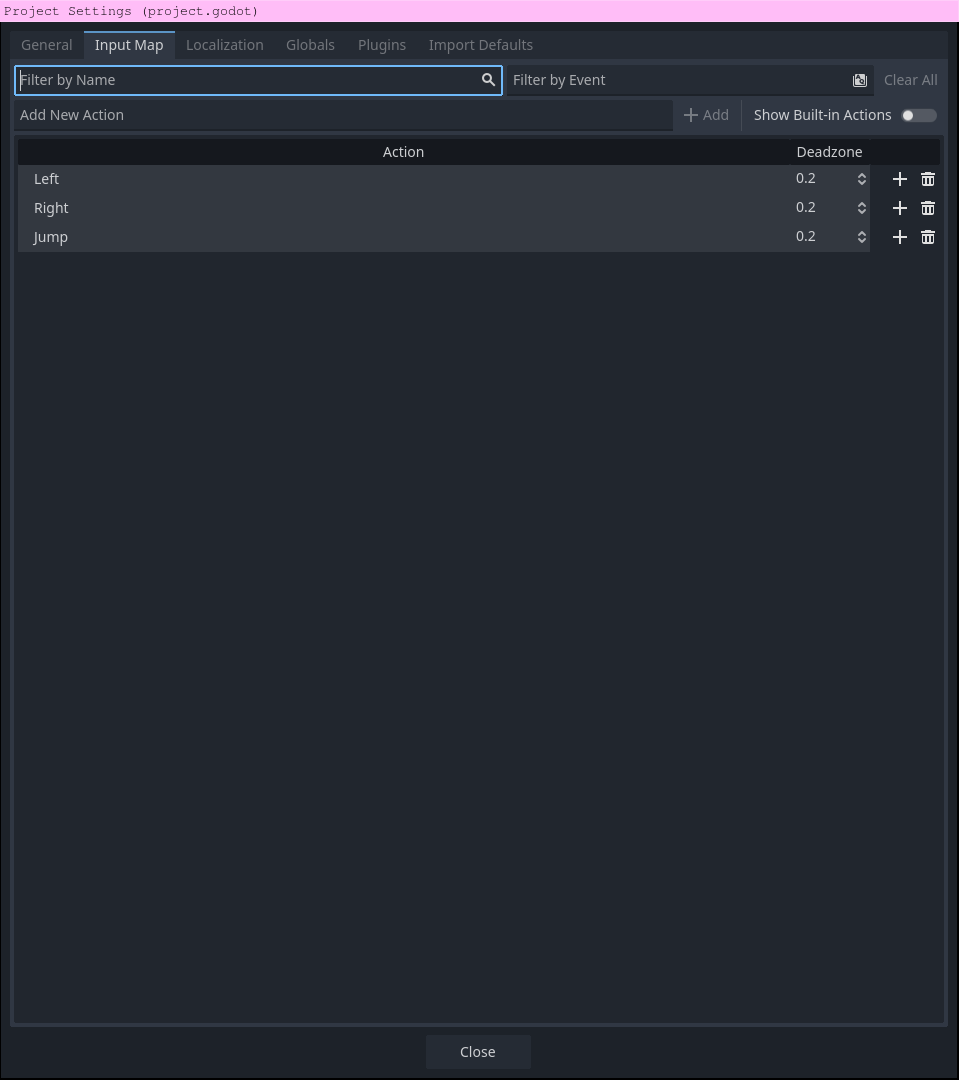 Project Settings (project.godot)
General Input Map Localization Globals Plugins Import Defaults
Filter by Name Filter by Event Clear All
Add New Action Add Show Built-in Actions
Action Deadzone
Left 0.2
Right 0.2
Jump 0.2
Close